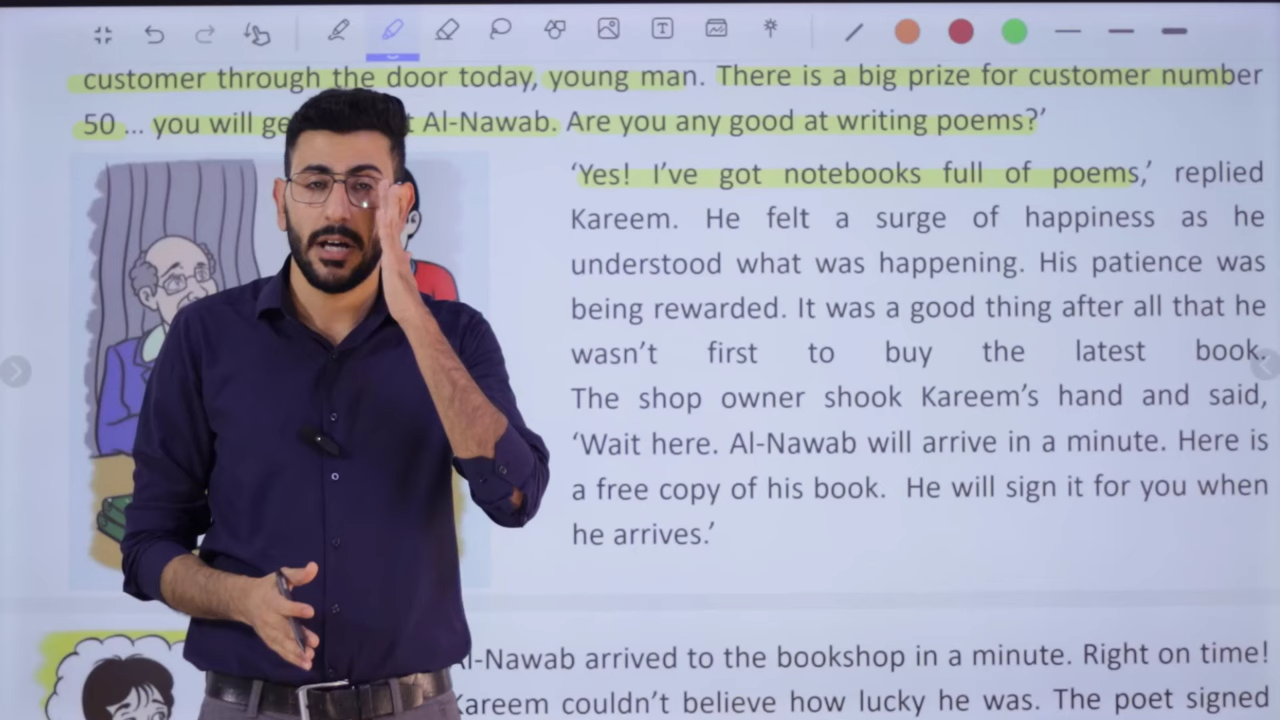 customer through the door today, young man. There is a big prize for customer number
50 ... you will ge t Al-Nawab. Are you any good at writing poems?’
‘Yes! I’ve got notebooks full of poems,’ replied
Kareem. He felt a surge of happiness as he
understood what was happening. His patience was
being rewarded. It was a good thing after all that he
wasn’t first to buy the latest book.
The shop owner shook Kareem’s hand and said,
‘Wait here. Al-Nawab will arrive in a minute. Here is
a free copy of his book. He will sign it for you when
he arrives.’
Al-Nawab arrived to the bookshop in a minute. Right on time!
Kareem couldn’t believe how lucky he was. The poet signed